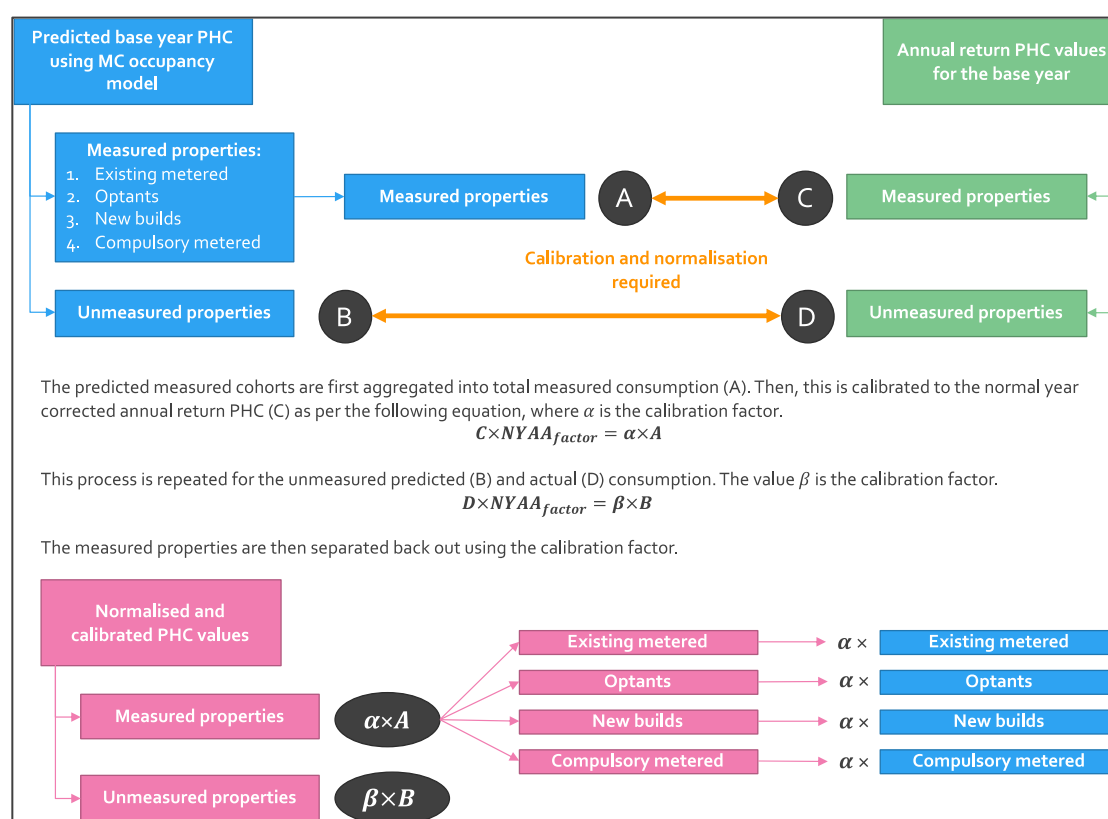 Predicted base year PHC
using MC occupancy
model
Annual return PHC values
for the base year
Measured properties:
1. Existing metered
2. Optants
3. New builds
4. Compulsory metered
Measured properties
A
C
Measured properties
Calibration and normalisation
required
Unmeasured properties
B
D
Unmeasured properties
The predicted measured cohorts are first aggregated into total measured consumption (A). Then, this is calibrated to the normal year
corrected annual return PHC (C) as per the following equation, where α is the calibration factor.
C×NYAA_factor = α×A
This process is repeated for the unmeasured predicted (B) and actual (D) consumption. The value β is the calibration factor.
D×NYAA_factor = β×B
The measured properties are then separated back out using the calibration factor.
Normalised and
calibrated PHC values
Existing metered
α ×
Existing metered
Optants
α ×
Optants
Measured properties
α×A
New builds
α ×
New builds
Compulsory metered
α ×
Compulsory metered
Unmeasured properties
β×B